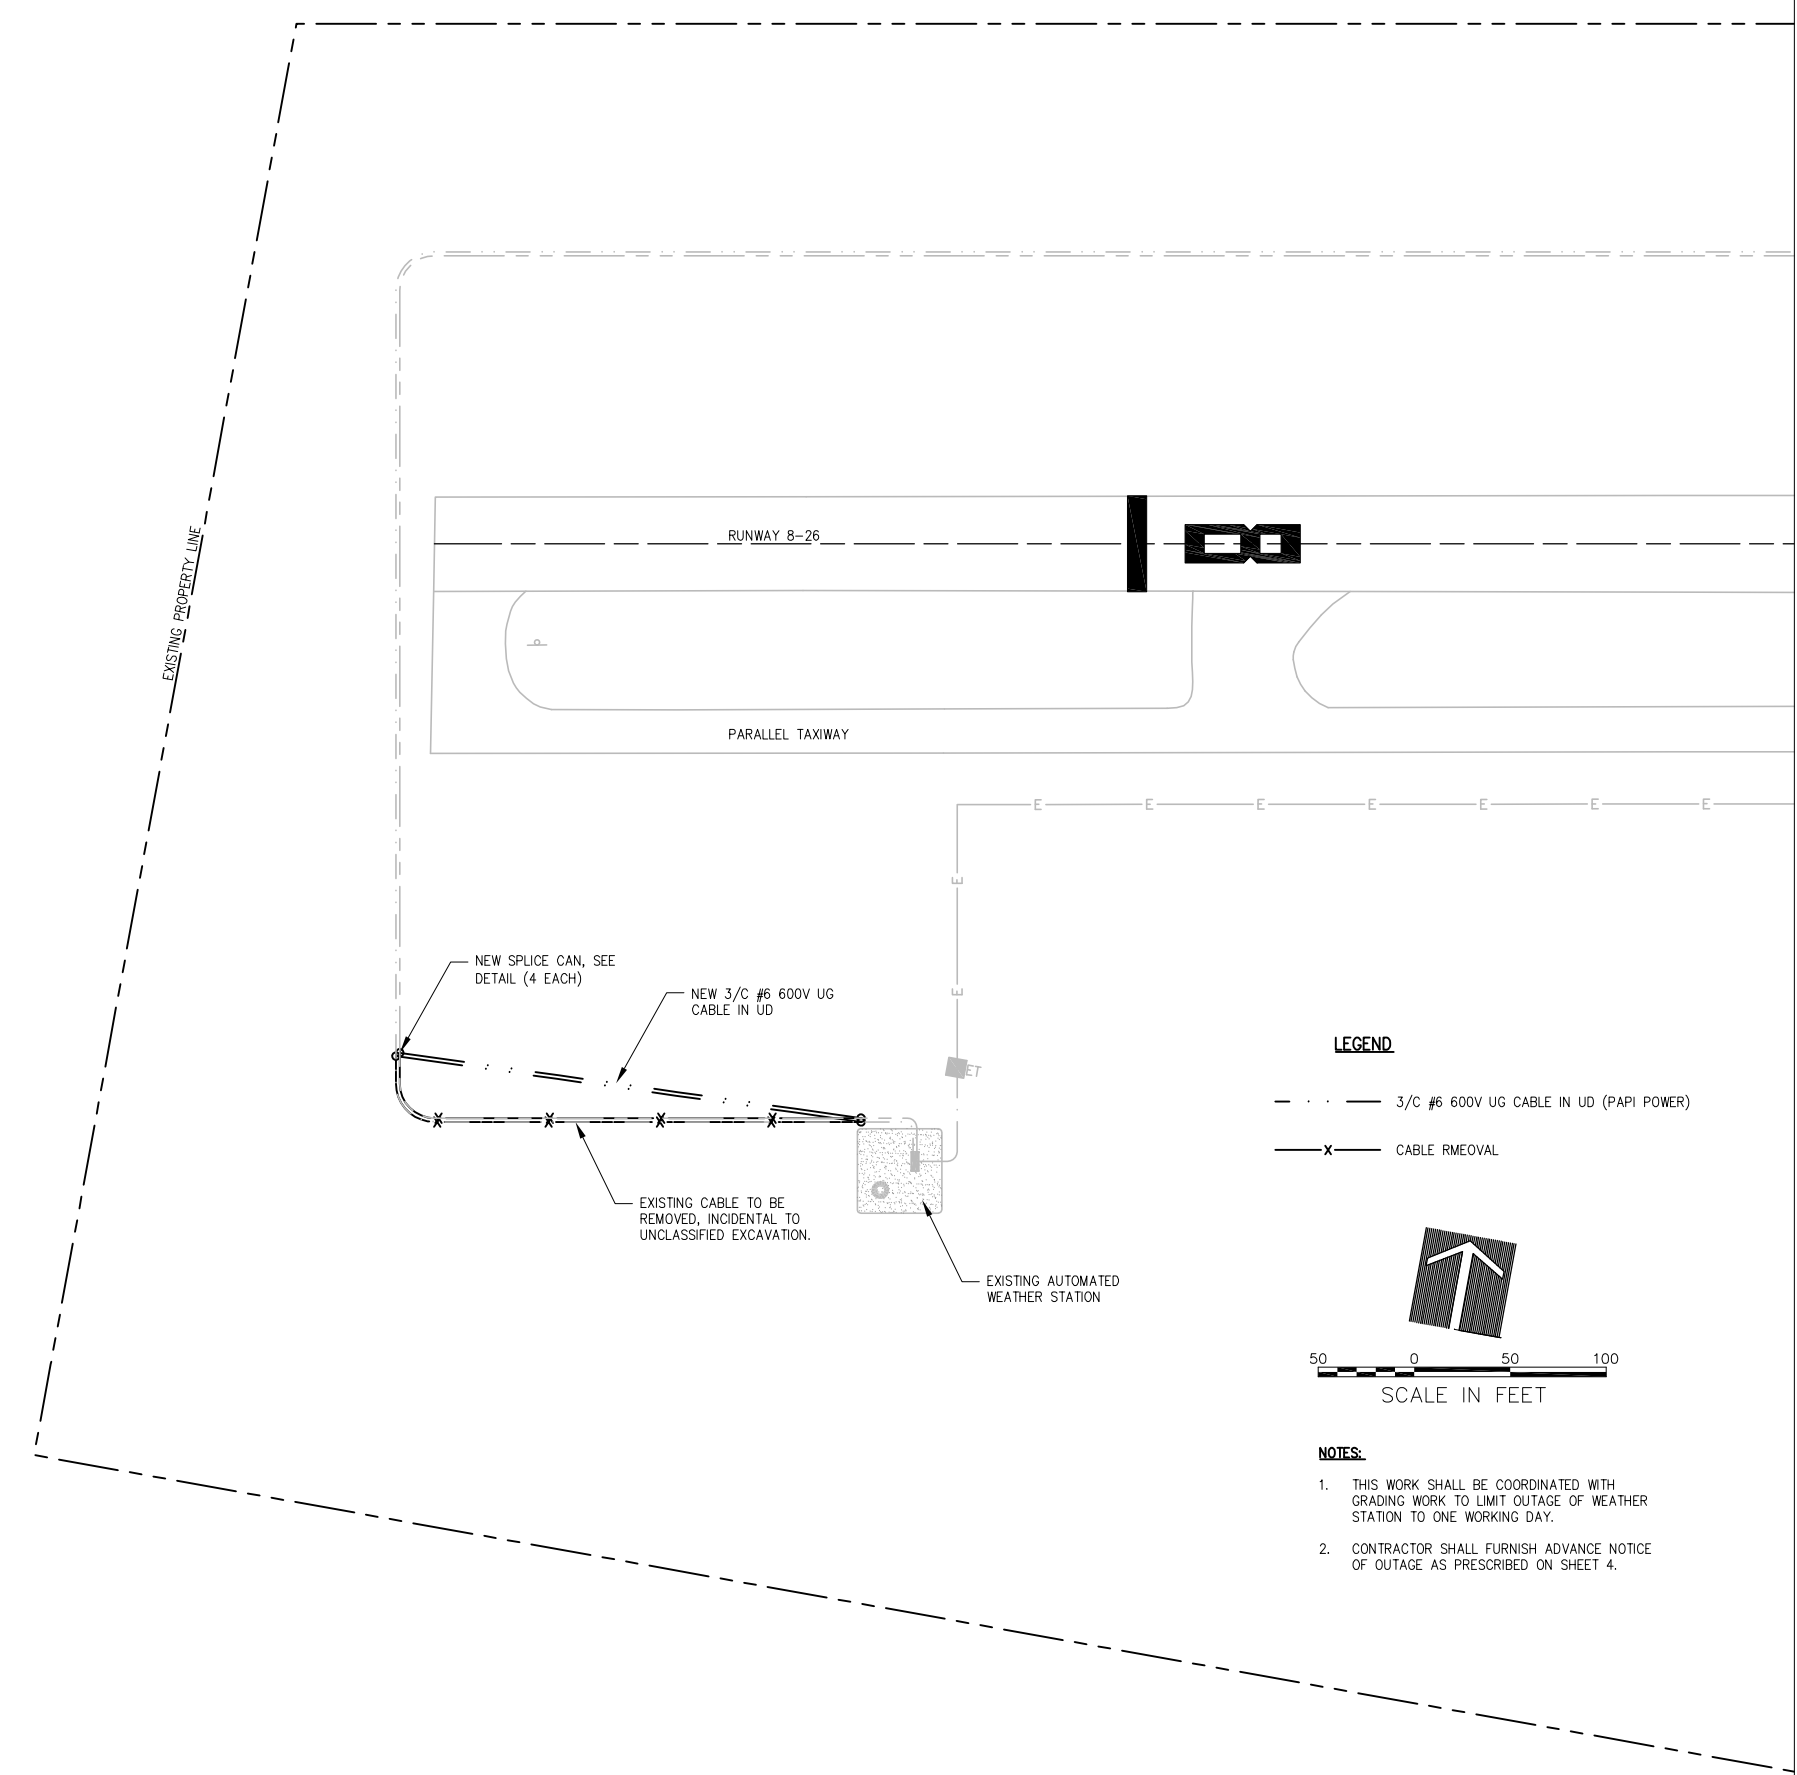 EXISTING PROPERTY LINE
RUNWAY 8-26
8
PARALLEL TAXIWAY
E E E E E E E
E
E
ET
NEW SPLICE CAN, SEE
DETAIL (4 EACH)
NEW 3/C #6 600V UG
CABLE IN UD
X X X X
EXISTING CABLE TO BE
REMOVED, INCIDENTAL TO
UNCLASSIFIED EXCAVATION.
EXISTING AUTOMATED
WEATHER STATION
LEGEND
3/C #6 600V UG CABLE IN UD (PAPI POWER)
X CABLE RMEOVAL
50 0 50 100
SCALE IN FEET
NOTES:
1. THIS WORK SHALL BE COORDINATED WITH
GRADING WORK TO LIMIT OUTAGE OF WEATHER
STATION TO ONE WORKING DAY.
2. CONTRACTOR SHALL FURNISH ADVANCE NOTICE
OF OUTAGE AS PRESCRIBED ON SHEET 4.